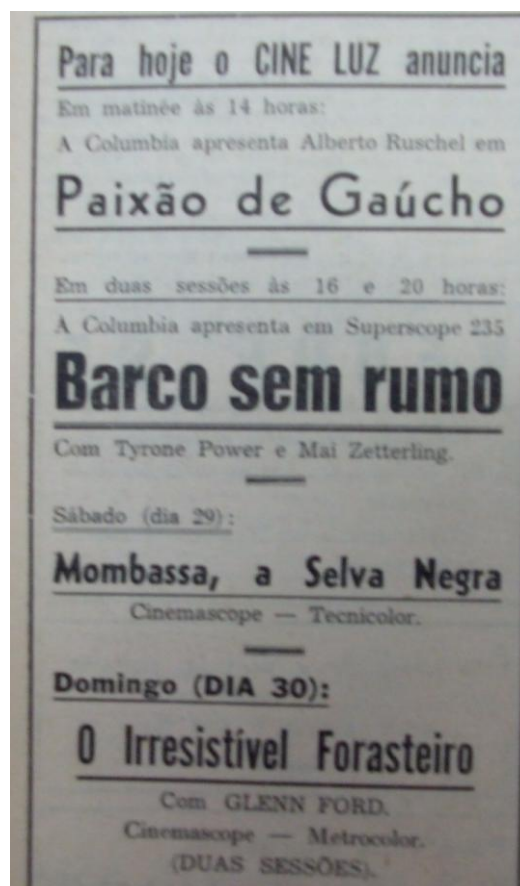 Para hoje o CINE LUZ anuncia
Em matinée às 14 horas:
A Columbia apresenta Alberto Ruschel em
Paixão de Gaúcho
Em duas sessões às 16 e 20 horas:
A Columbia apresenta em Superscope 235
Barco sem rumo
Com Tyrone Power e Mai Zetterling.
Sábado (dia 29):
Mombassa, a Selva Negra
Cinemascope — Tecnicolor.
Domingo (DIA 30):
O Irresistível Forasteiro
Com GLENN FORD.
Cinemascope — Metrocolor.
(DUAS SESSÕES).